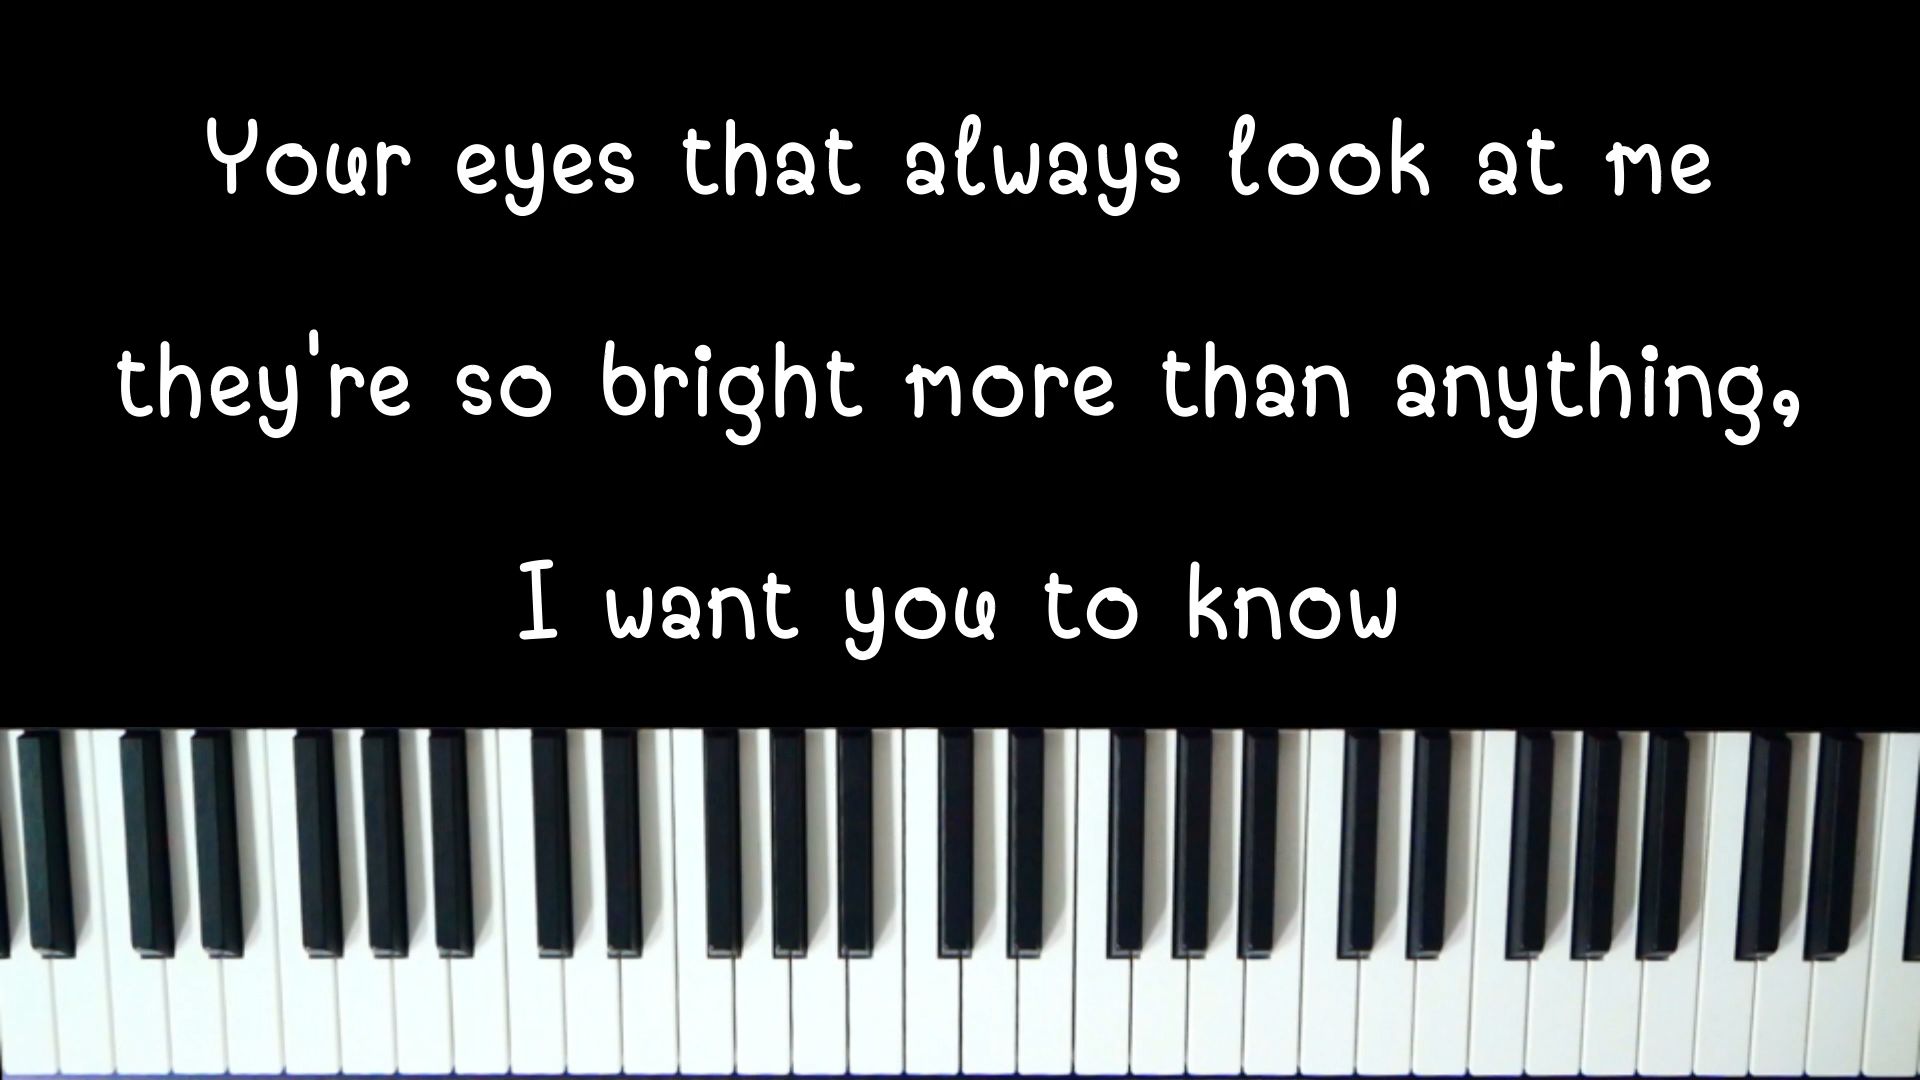 Your eyes that always look at me
they're so bright more than anything,
I want you to know